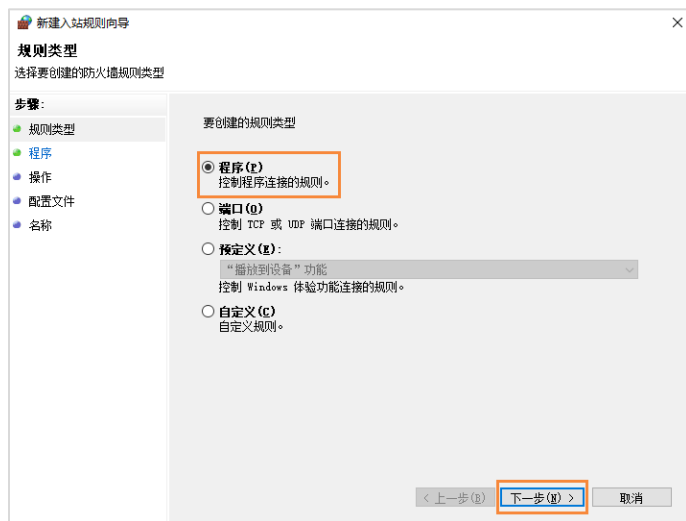 新建入站规则向导
规则类型
选择要创建的防火墙规则类型
步骤:
规则类型
程序
操作
配置文件
名称
要创建的规则类型
程序(P)
控制程序连接的规则。
端口(O)
控制 TCP 或 UDP 端口连接的规则。
预定义(E):
“播放到设备”功能
控制 Windows 体验功能连接的规则。
自定义(C)
自定义规则。
< 上一步(B)
下一步(N) >
取消